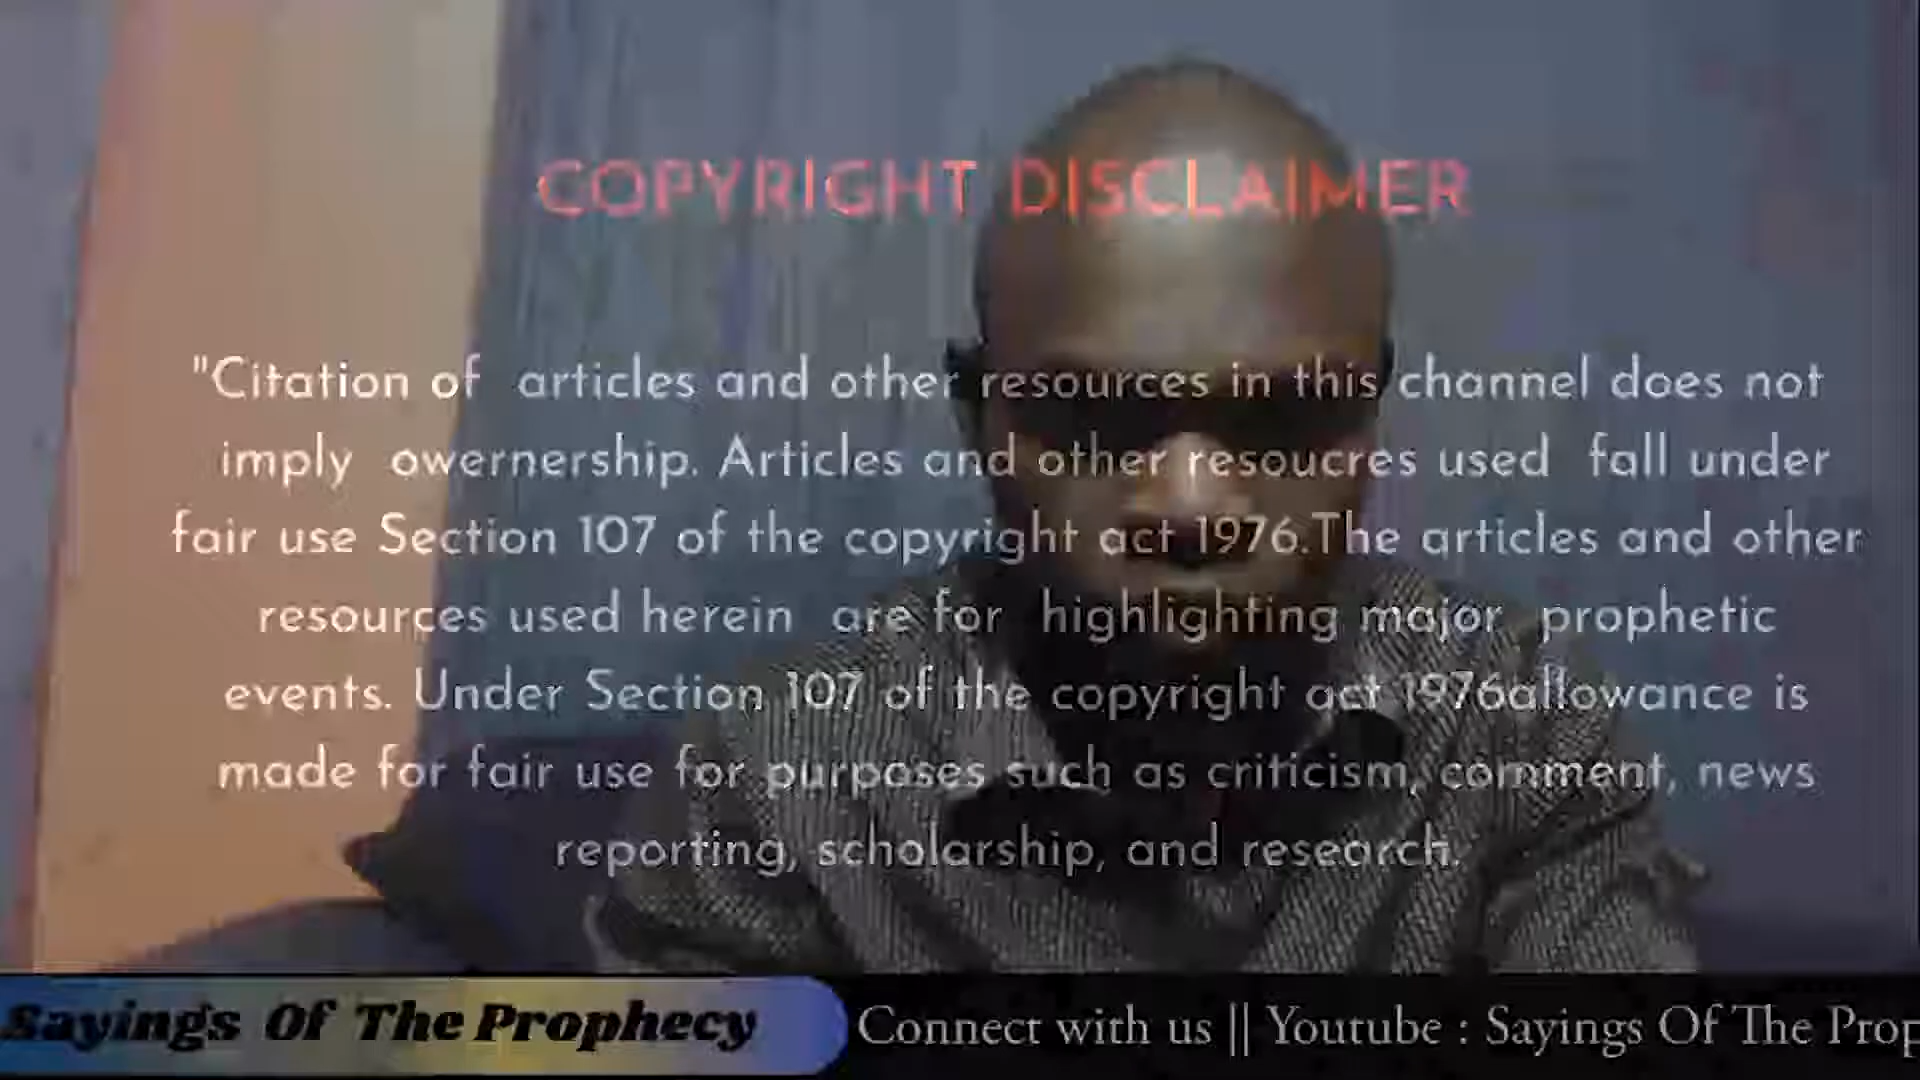 COPYRIGHT DISCLAIMER
"Citation of articles and other resources in this channel does not
imply owernership. Articles and other resoucres used fall under
fair use Section 107 of the copyright act 1976.The articles and other
resources used herein are for highlighting major prophetic
events. Under Section 107 of the copyright act 1976allowance is
made for fair use for purposes such as criticism, comment, news
reporting, scholarship, and research.
Sayings Of The Prophecy
Connect with us || Youtube : Sayings Of The Prop